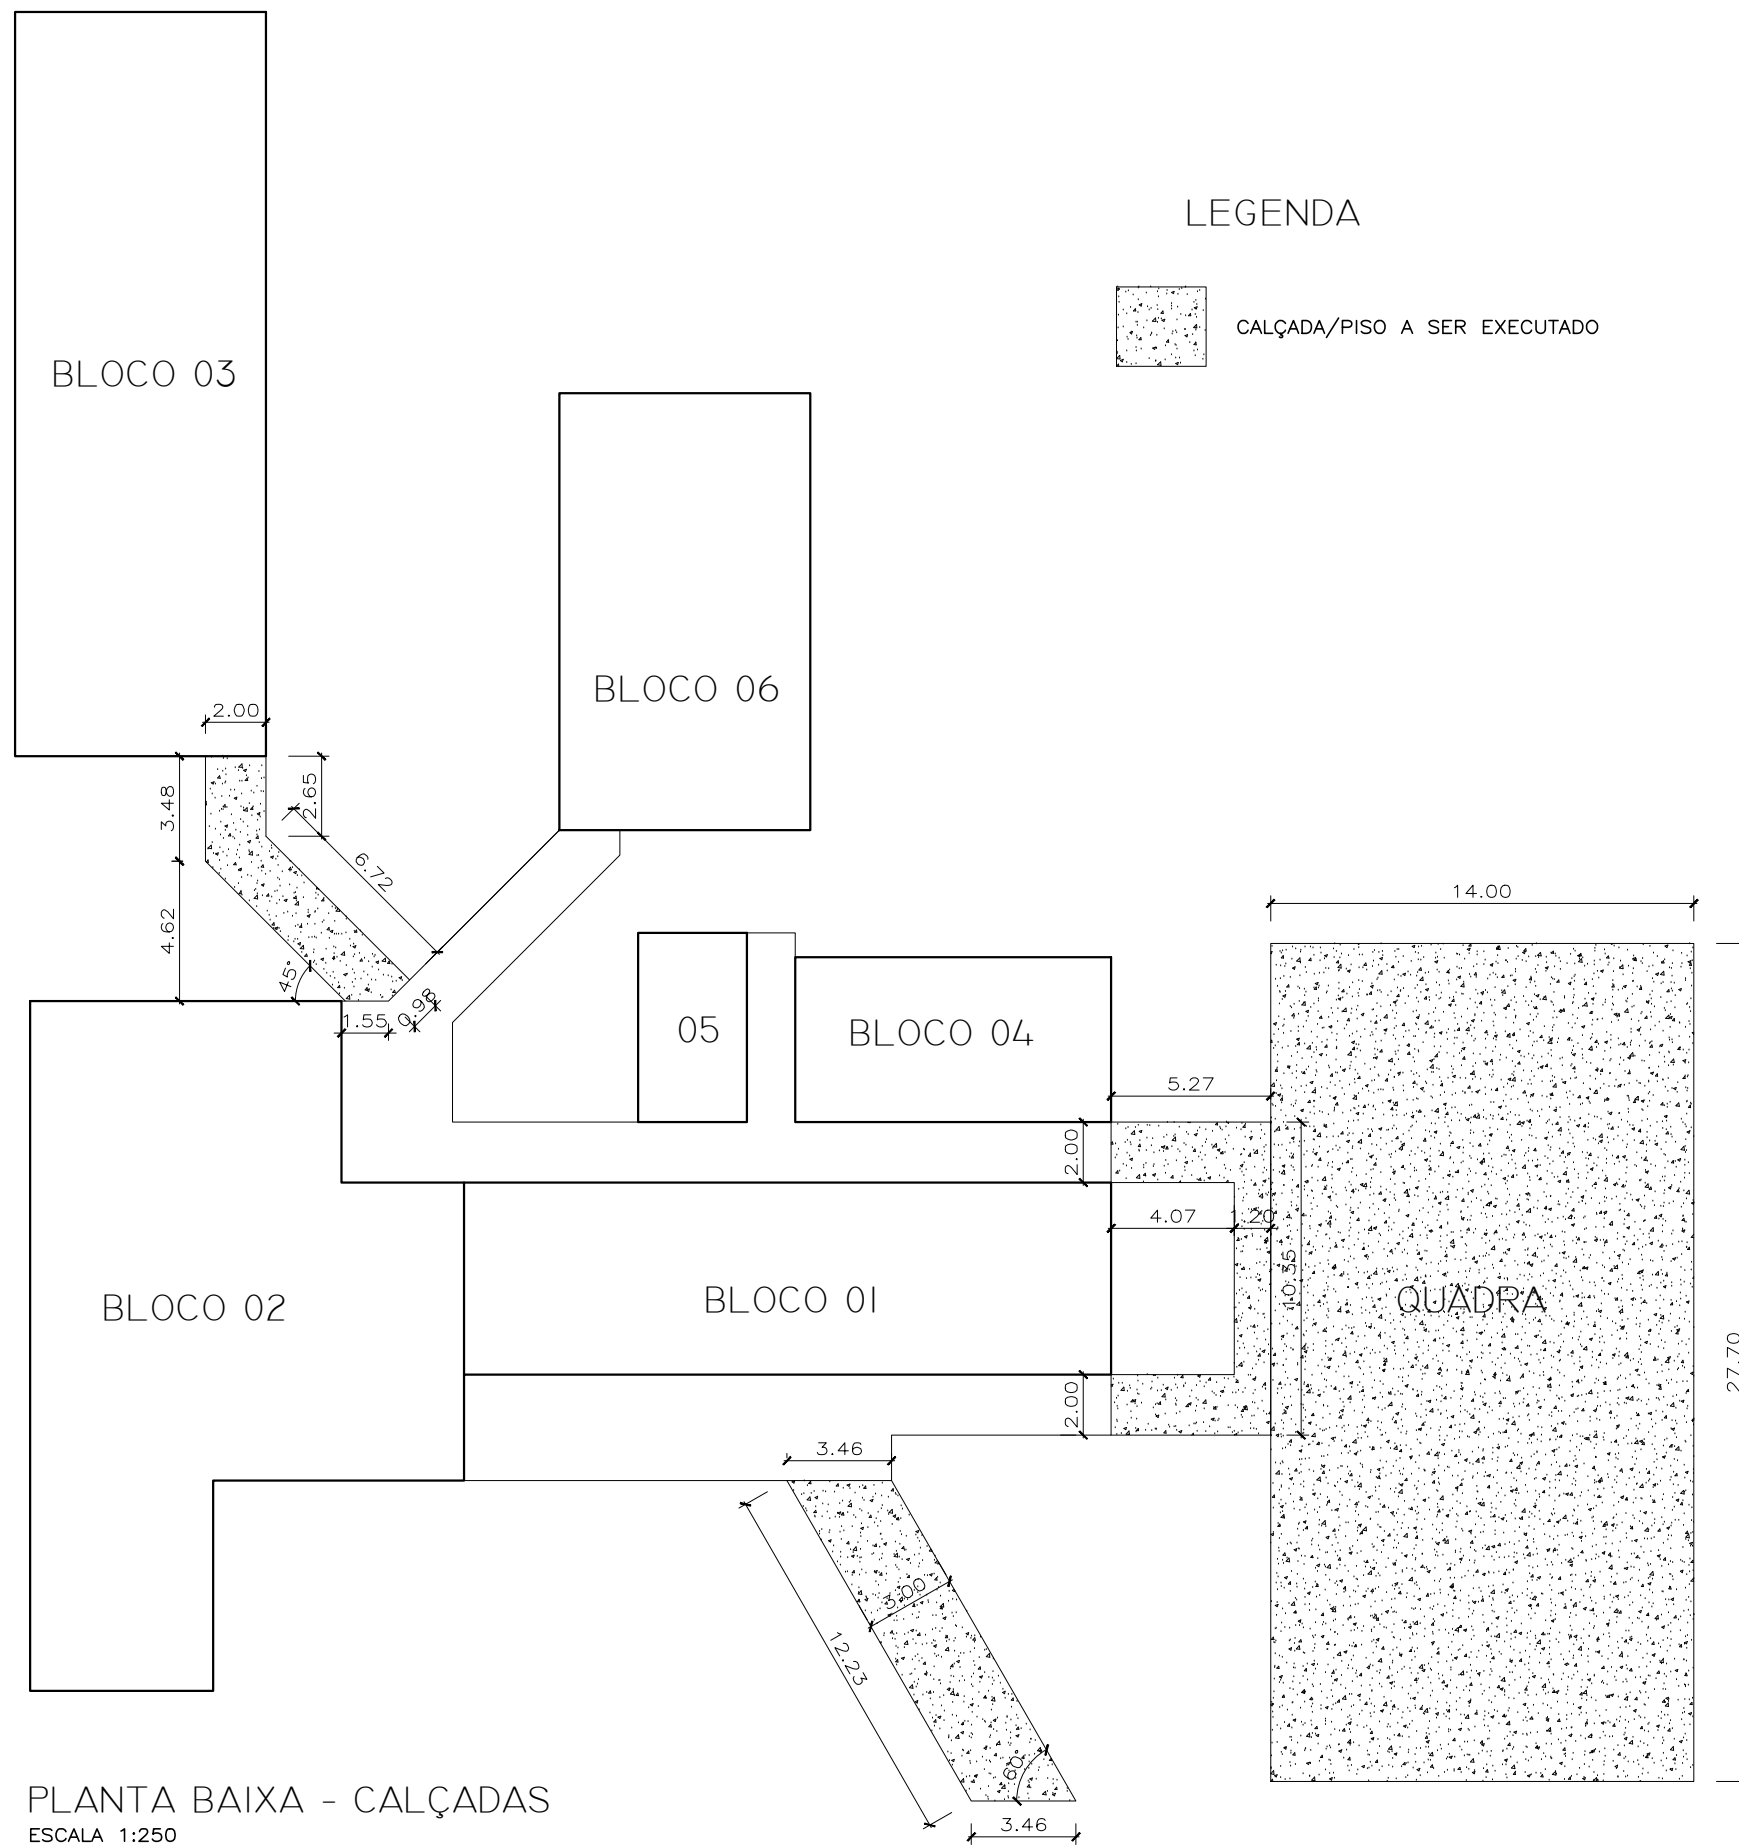 LEGENDA
CALÇADA/PISO A SER EXECUTADO
BLOCO 03
BLOCO 06
2.00
3.48
2.65
6.72
4.62
45°
1.55
0.98
14.00
05
BLOCO 04
5.27
2.00
4.07
1.20
10.35
BLOCO 02
BLOCO 01
QUADRA
27.70
2.00
3.46
3.00
12.23
60°
3.46
PLANTA BAIXA - CALÇADAS
ESCALA 1:250